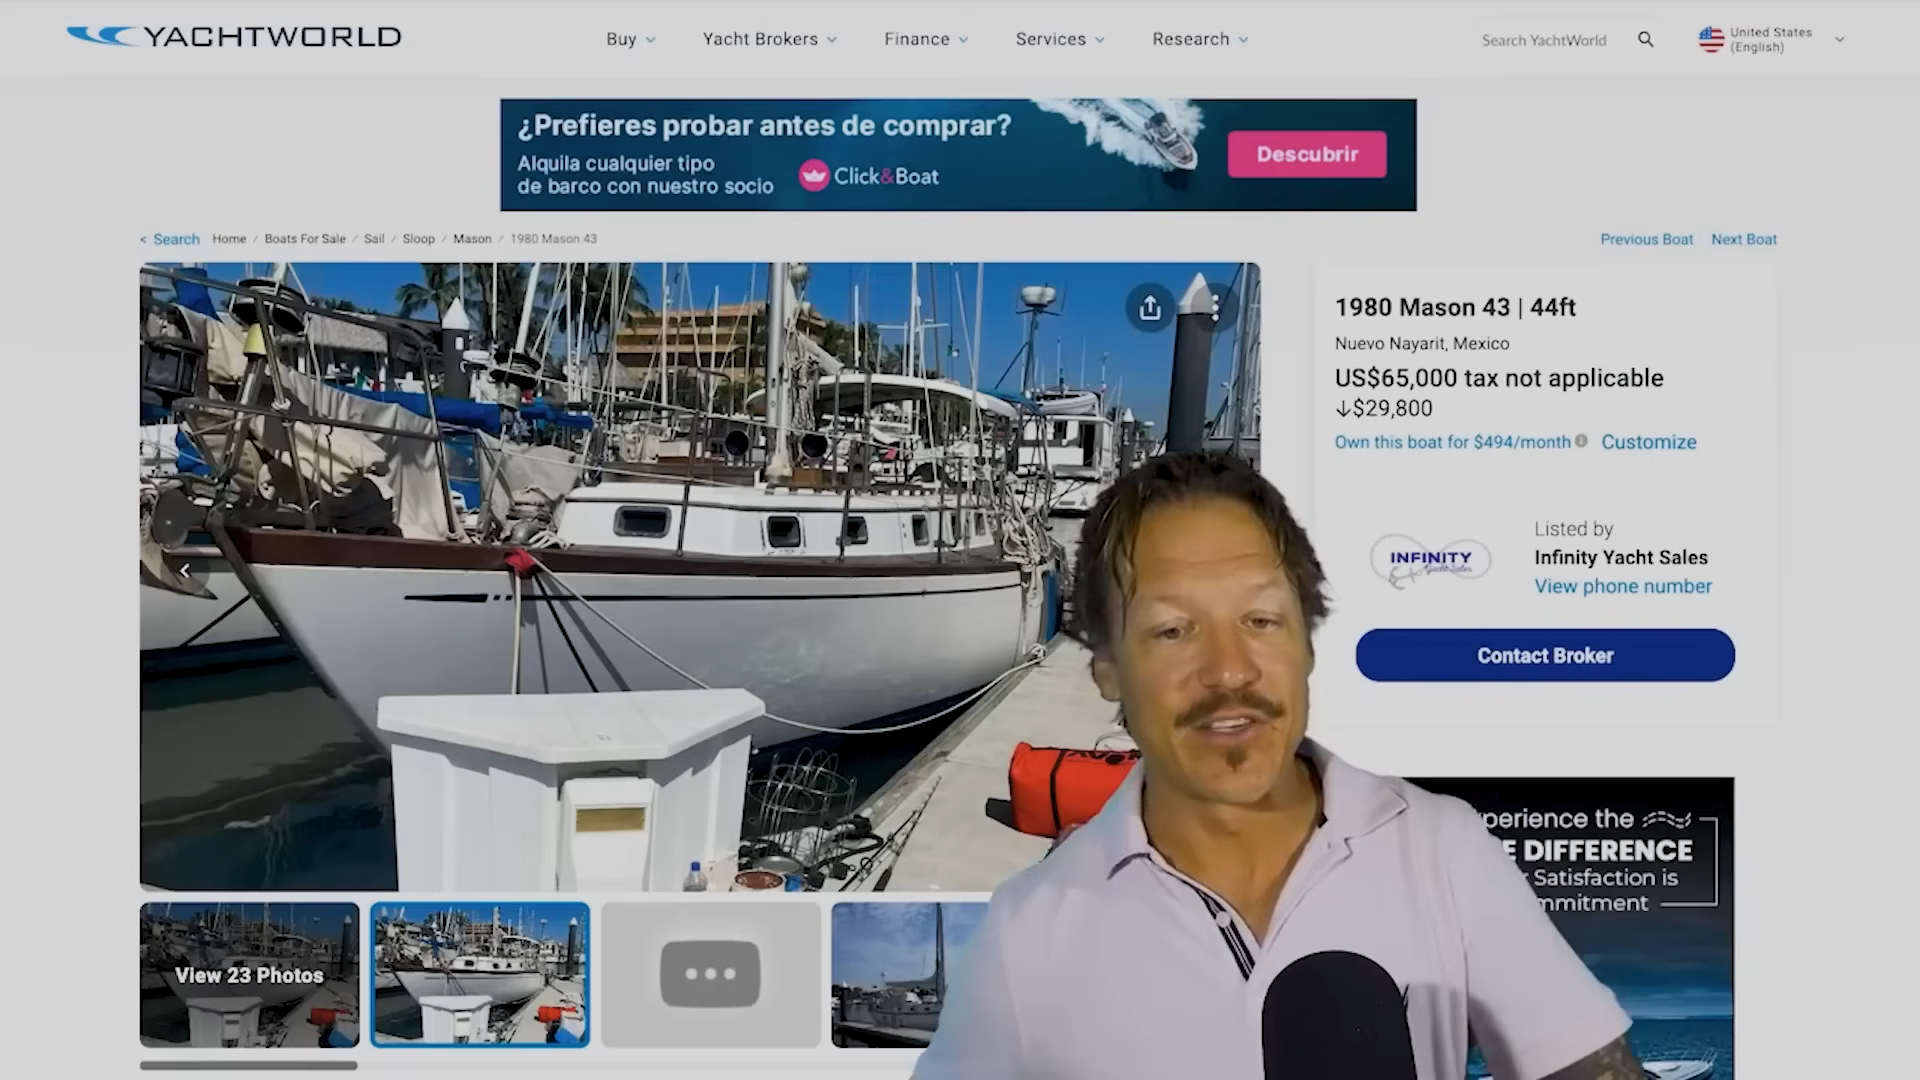 YACHTWORLD
Buy
Yacht Brokers
Finance
Services
Research
Search YachtWorld
United States
(English)
¿Prefieres probar antes de comprar?
Alquila cualquier tipo
de barco con nuestro socio
Click&Boat
Descubrir
< Search Home / Boats For Sale / Sail / Sloop / Mason / 1980 Mason 43
Previous Boat Next Boat
1980 Mason 43 | 44ft
Nuevo Nayarit, Mexico
US$65,000 tax not applicable
↓$29,800
Own this boat for $494/month Customize
INFINITY
Yacht Sales
Listed by
Infinity Yacht Sales
View phone number
Contact Broker
DIFFERENCE
Satisfaction is
View 23 Photos